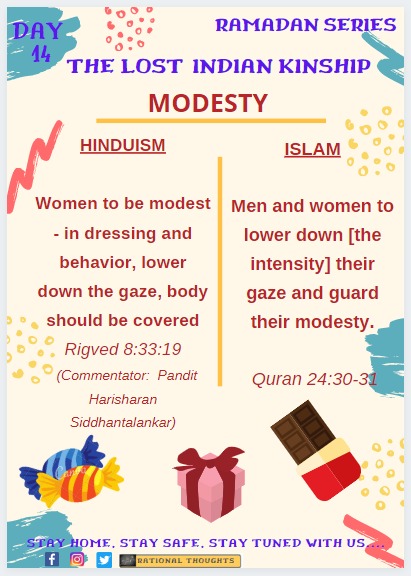 DAY
14
RAMADAN SERIES
THE LOST INDIAN KINSHIP
MODESTY
HINDUISM
Women to be modest
- in dressing and
behavior, lower
down the gaze, body
should be covered
Rigved 8:33:19
(Commentator: Pandit
Harisharan
Siddhantalankar)
ISLAM
Men and women to
lower down [the
intensity] their
gaze and guard
their modesty.
Quran 24:30-31
STAY HOME, STAY SAFE, STAY TUNED WITH US....
RATIONAL THOUGHTS